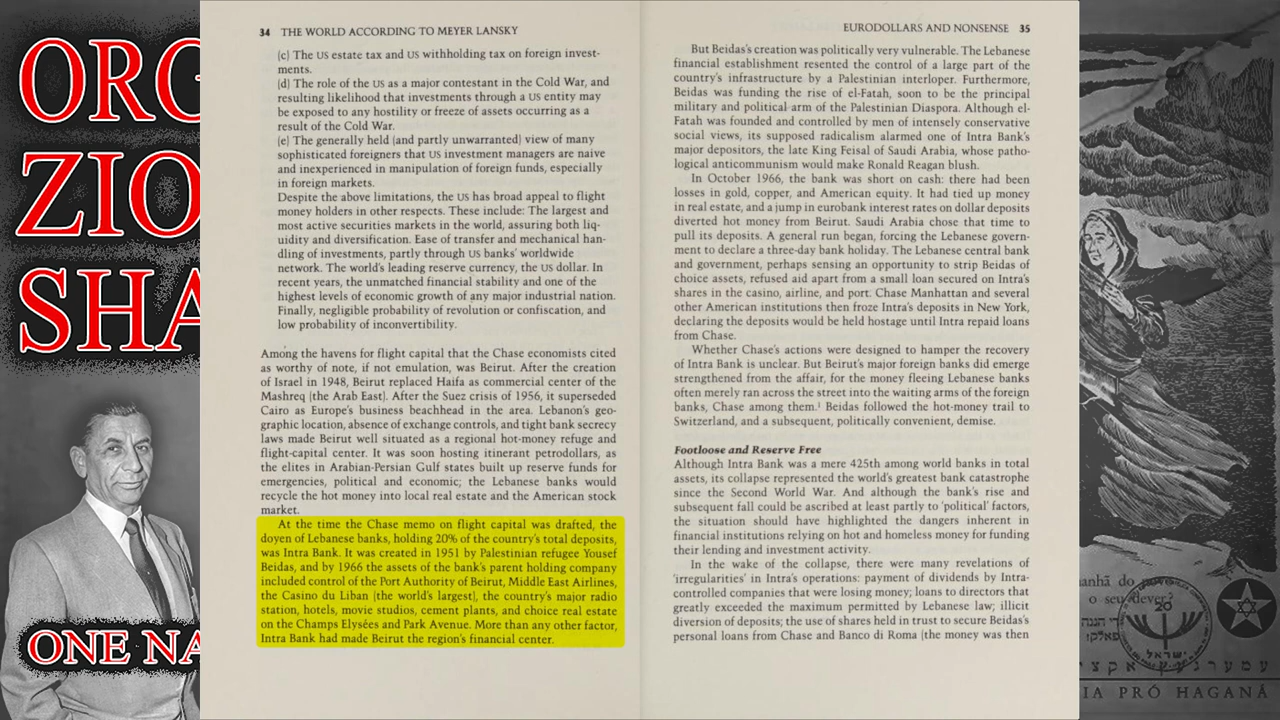 ORG
ZIO
SHA
ONE NA
34 THE WORLD ACCORDING TO MEYER LANSKY
(c) The US estate tax and US withholding tax on foreign invest-
ments.
(d) The role of the US as a major contestant in the Cold War, and
resulting likelihood that investments through a US entity may
be exposed to any hostility or freeze of assets occurring as a
result of the Cold War.
(e) The generally held (and partly unwarranted) view of many
sophisticated foreigners that US investment managers are naive
and inexperienced in manipulation of foreign funds, especially
in foreign markets.
Despite the above limitations, the US has broad appeal to flight
money holders in other respects. These include: The largest and
most active securities markets in the world, assuring both liq-
uidity and diversification. Ease of transfer and mechanical han-
dling of investments, partly through US banks' worldwide
network. The world's leading reserve currency, the US dollar. In
recent years, the unmatched financial stability and one of the
highest levels of economic growth of any major industrial nation.
Finally, negligible probability of revolution or confiscation, and
low probability of inconvertibility.
Among the havens for flight capital that the Chase economists cited
as worthy of note, if not emulation, was Beirut. After the creation
of Israel in 1948, Beirut replaced Haifa as commercial center of the
Mashreq (the Arab East). After the Suez crisis of 1956, it superseded
Cairo as Europe's business beachhead in the area. Lebanon's geo-
graphic location, absence of exchange controls, and tight bank secrecy
laws made Beirut well situated as a regional hot-money refuge and
flight-capital center. It was soon hosting itinerant petrodollars, as
the elites in Arabian-Persian Gulf states built up reserve funds for
emergencies, political and economic; the Lebanese banks would
recycle the hot money into local real estate and the American stock
market.
At the time the Chase memo on flight capital was drafted, the
doyen of Lebanese banks, holding 20% of the country's total deposits,
was Intra Bank. It was created in 1951 by Palestinian refugee Yousef
Beidas, and by 1966 the assets of the bank's parent holding company
included control of the Port Authority of Beirut, Middle East Airlines,
the Casino du Liban (the world's largest), the country's major radio
station, hotels, movie studios, cement plants, and choice real estate
on the Champs Elysées and Park Avenue. More than any other factor,
Intra Bank had made Beirut the region's financial center.
EURODOLLARS AND NONSENSE 35
But Beidas's creation was politically very vulnerable. The Lebanese
financial establishment resented the control of a large part of the
country's infrastructure by a Palestinian interloper. Furthermore,
Beidas was funding the rise of el-Fatah, soon to be the principal
military and political arm of the Palestinian Diaspora. Although el-
Fatah was founded and controlled by men of intensely conservative
social views, its supposed radicalism alarmed one of Intra Bank's
major depositors, the late King Feisal of Saudi Arabia, whose patho-
logical anticommunism would make Ronald Reagan blush.
In October 1966, the bank was short on cash: there had been
losses in gold, copper, and American equity. It had tied up money
in real estate, and a jump in eurobank interest rates on dollar deposits
diverted hot money from Beirut. Saudi Arabia chose that time to
pull its deposits. A general run began, forcing the Lebanese govern-
ment to declare a three-day bank holiday. The Lebanese central bank
and government, perhaps sensing an opportunity to strip Beidas of
choice assets, refused aid apart from a small loan secured on Intra's
shares in the casino, airline, and port. Chase Manhattan and several
other American institutions then froze Intra's deposits in New York,
declaring the deposits would be held hostage until Intra repaid loans
from Chase.
Whether Chase's actions were designed to hamper the recovery
of Intra Bank is unclear. But Beirut's major foreign banks did emerge
strengthened from the affair, for the money fleeing Lebanese banks
often merely ran across the street into the waiting arms of the foreign
banks, Chase among them.¹ Beidas followed the hot-money trail to
Switzerland, and a subsequent, politically convenient, demise.
Footloose and Reserve Free
Although Intra Bank was a mere 425th among world banks in total
assets, its collapse represented the world's greatest bank catastrophe
since the Second World War. And although the bank's rise and
subsequent fall could be ascribed at least partly to 'political' factors,
the situation should have highlighted the dangers inherent in
financial institutions relying on hot and homeless money for funding
their lending and investment activity.
In the wake of the collapse, there were many revelations of
'irregularities' in Intra's operations: payment of dividends by Intra-
controlled companies that were losing money; loans to directors that
greatly exceeded the maximum permitted by Lebanese law; illicit
diversion of deposits; the use of shares held in trust to secure Beidas's
personal loans from Chase and Banco di Roma (the money was then
anhã do povo
o seu dever?
20
ישראל
IA PRÓ HAGANÁ